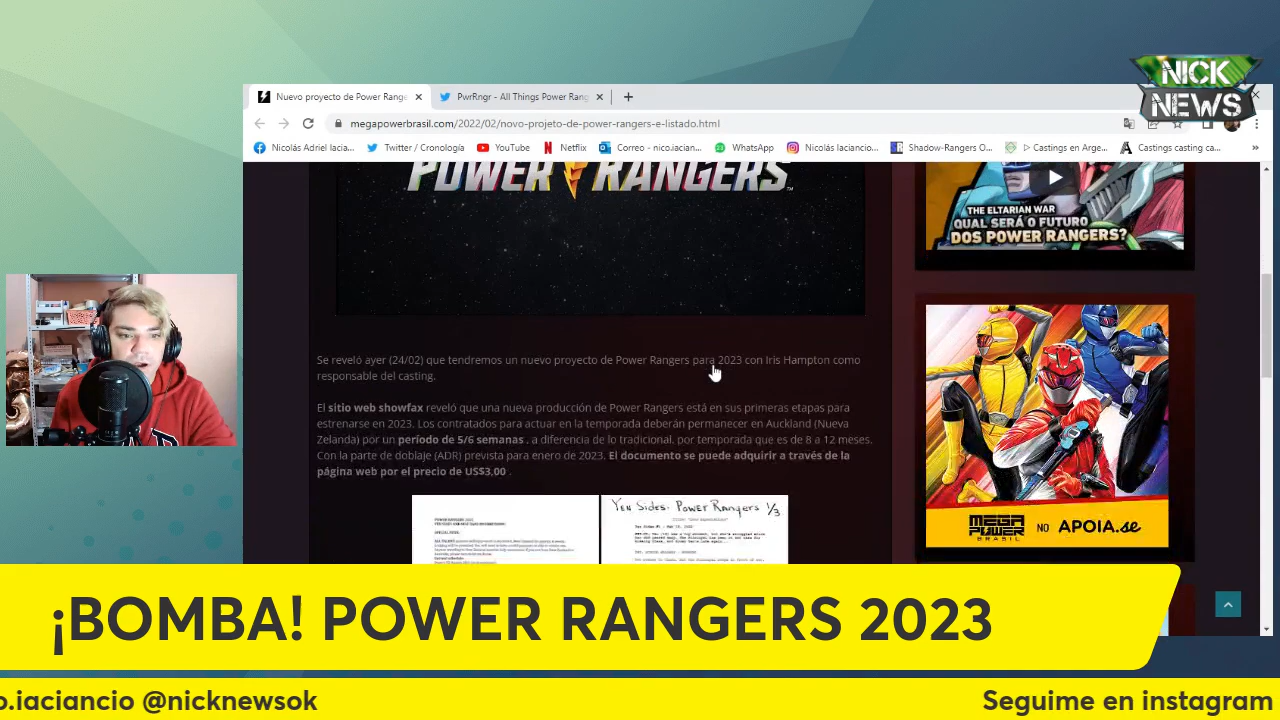 NICK
NEWS
Nuevo proyecto de Power Range
PwrRngr - All Things Power Rang
megapowerbrasil.com/2022/02/novo-projeto-de-power-rangers-e-listado.html
Nicolás Adriel Iacia...
Twitter / Cronología
YouTube
Netflix
Correo - nico.iacian...
WhatsApp
Nicolás Iaciancio...
Shadow-Rangers O...
Castings en Arge...
Castings casting ca...
POWER RANGERS
THE ELTARIAN WAR
QUAL SERÁ O FUTURO
DOS POWER RANGERS?
Se reveló ayer (24/02) que tendremos un nuevo proyecto de Power Rangers para 2023 con Iris Hampton como
responsable del casting.
El sitio web showfax reveló que una nueva producción de Power Rangers está en sus primeras etapas para
estrenarse en 2023. Los contratados para actuar en la temporada deberán permanecer en Auckland (Nueva
Zelanda) por un período de 5/6 semanas , a diferencia de lo tradicional, por temporada que es de 8 a 12 meses.
Con la parte de doblaje (ADR) prevista para enero de 2023. El documento se puede adquirir a través de la
página web por el precio de US$3,00 .
Yen Sides: Power Rangers 1/3
MEGA
POWER
BRASIL
NO APOIA.se
¡BOMBA! POWER RANGERS 2023
o.iaciancio @nicknewsok
Seguime en instagram